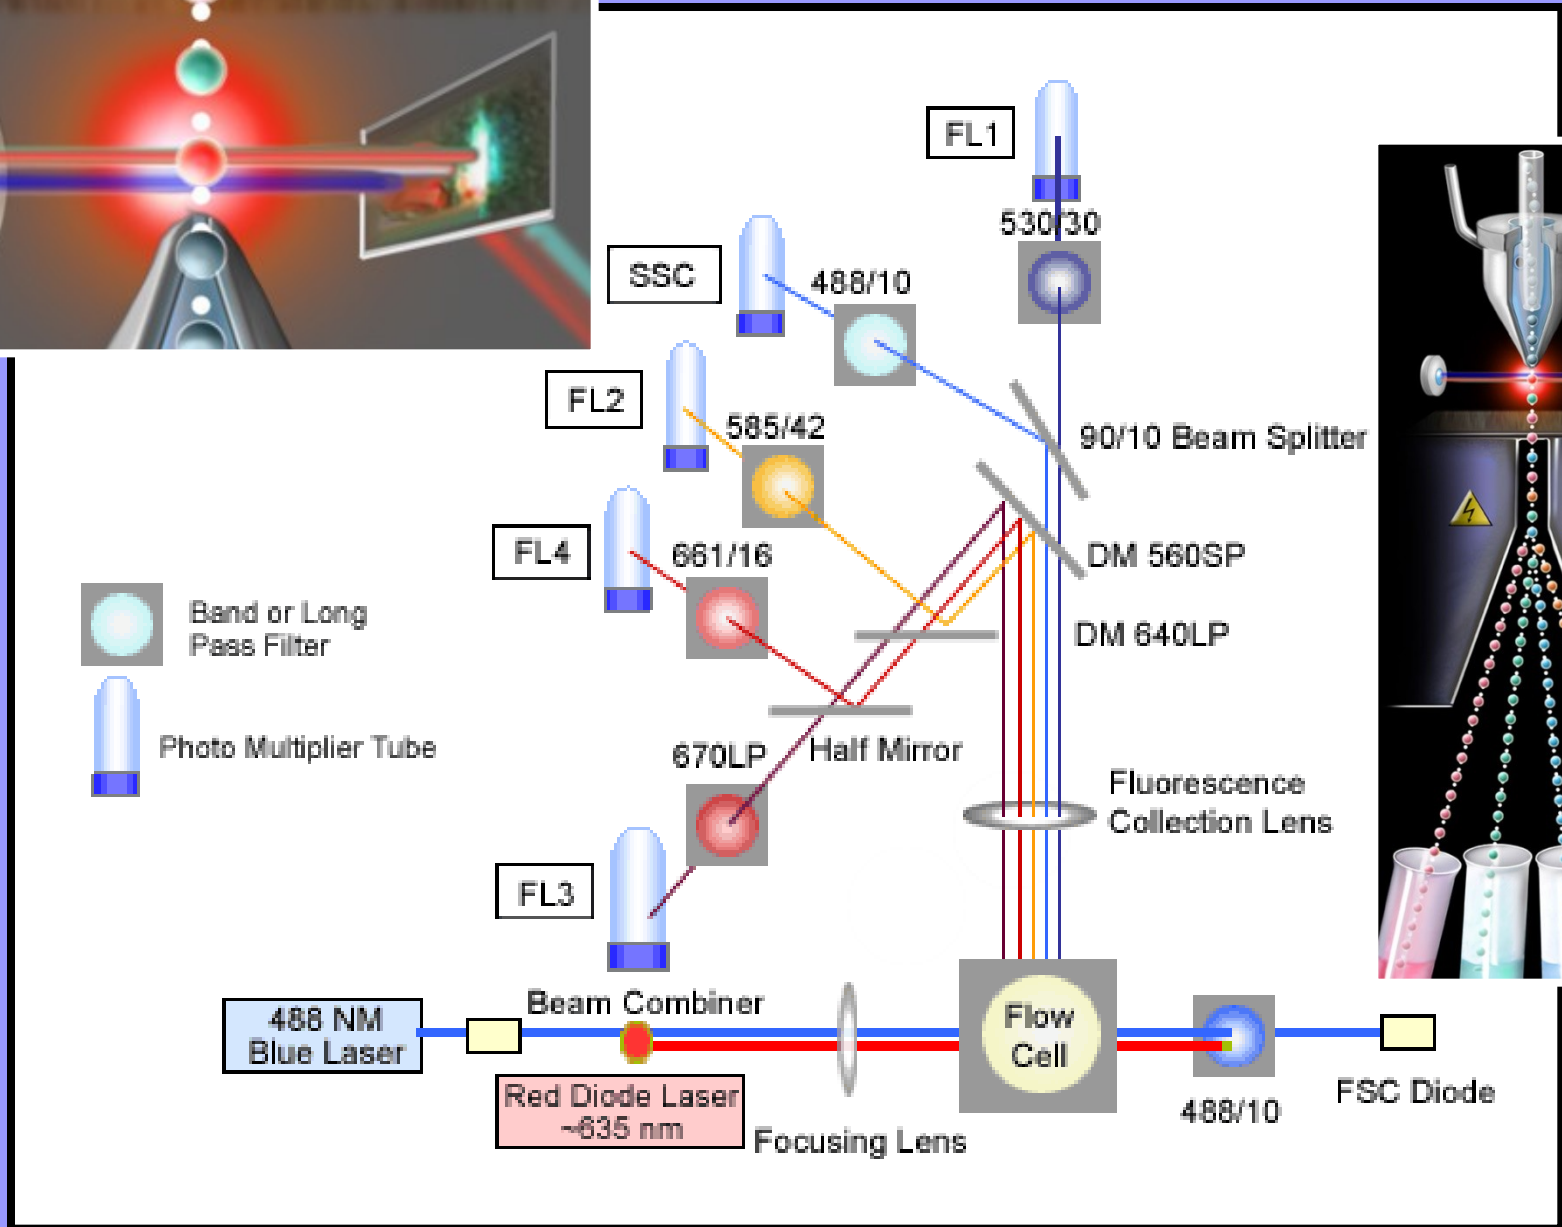 FL1
530/30
SSC
488/10
FL2
585/42
90/10 Beam Splitter
FL4
661/16
DM 560SP
Band or Long
Pass Filter
DM 640LP
Photo Multiplier Tube
670LP
Half Mirror
Fluorescence
Collection Lens
FL3
488 NM
Blue Laser
Beam Combiner
Flow
Cell
Red Diode Laser
~635 nm
Focusing Lens
488/10
FSC Diode